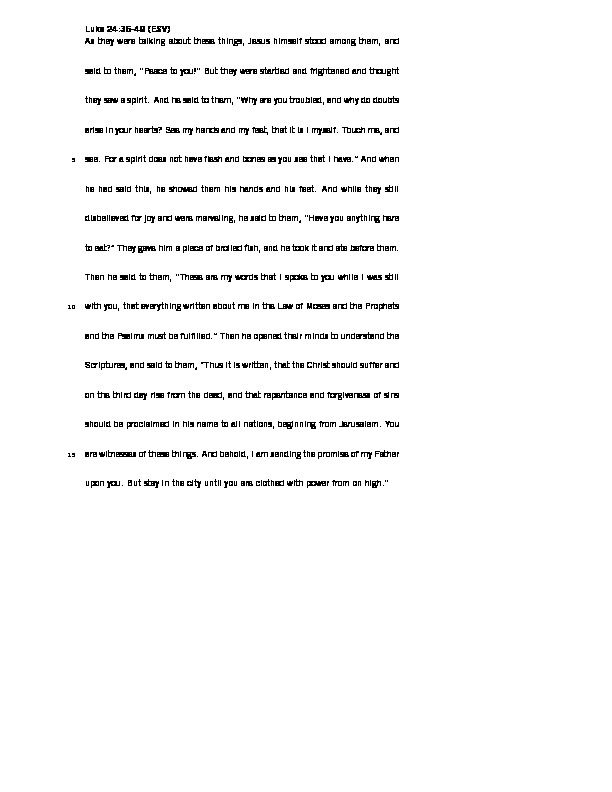 Luke 24:36-49 (ESV)
As they were talking about these things, Jesus himself stood among them, and
said to them, "Peace to you!" But they were startled and frightened and thought
they saw a spirit. And he said to them, "Why are you troubled, and why do doubts
arise in your hearts? See my hands and my feet, that it is I myself. Touch me, and
5 see. For a spirit does not have flesh and bones as you see that I have." And when
he had said this, he showed them his hands and his feet. And while they still
disbelieved for joy and were marveling, he said to them, "Have you anything here
to eat?" They gave him a piece of broiled fish, and he took it and ate before them.
Then he said to them, "These are my words that I spoke to you while I was still
10 with you, that everything written about me in the Law of Moses and the Prophets
and the Psalms must be fulfilled." Then he opened their minds to understand the
Scriptures, and said to them, "Thus it is written, that the Christ should suffer and
on the third day rise from the dead, and that repentance and forgiveness of sins
should be proclaimed in his name to all nations, beginning from Jerusalem. You
15 are witnesses of these things. And behold, I am sending the promise of my Father
upon you. But stay in the city until you are clothed with power from on high."